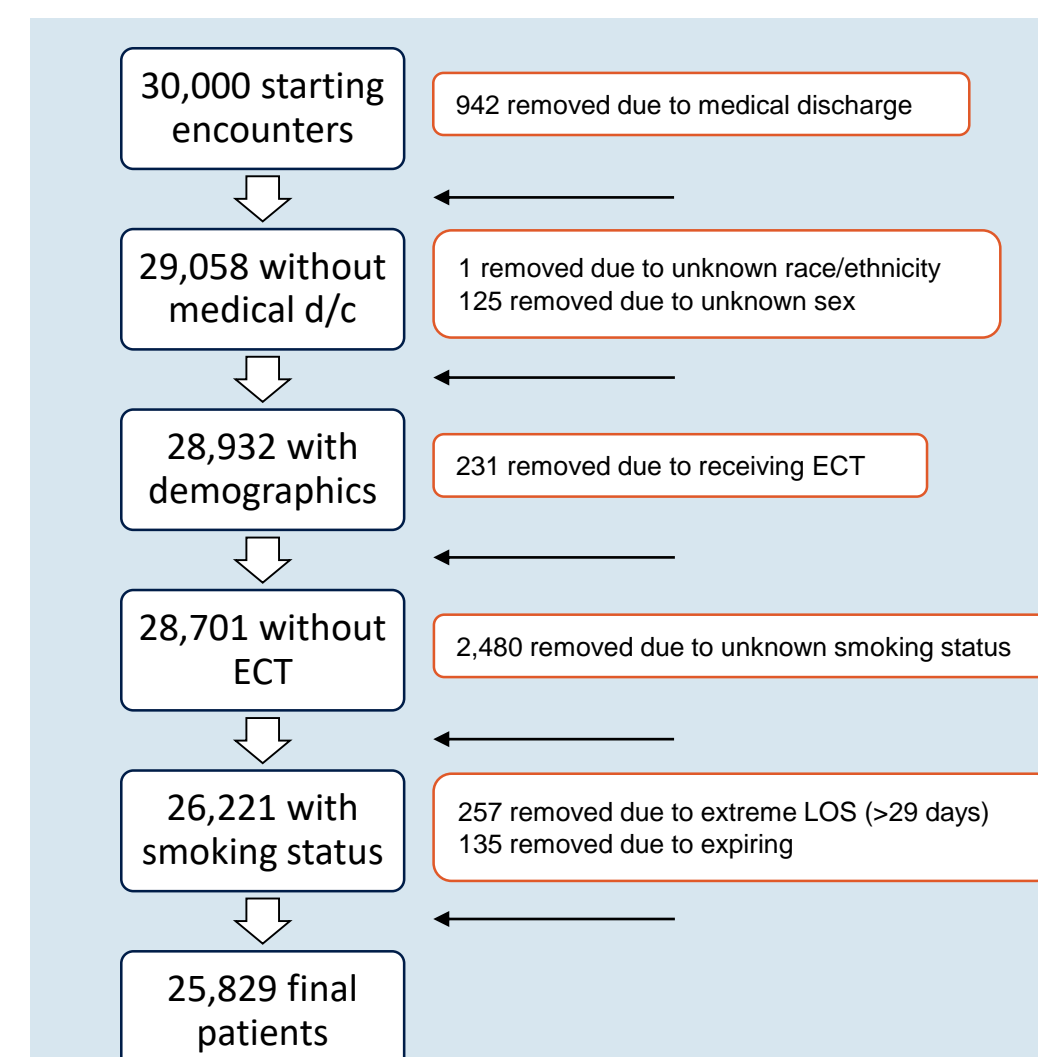 30,000 starting
encounters
942 removed due to medical discharge
29,058 without
medical d/c
1 removed due to unknown race/ethnicity
125 removed due to unknown sex
28,932 with
demographics
231 removed due to receiving ECT
28,701 without
ECT
2,480 removed due to unknown smoking status
26,221 with
smoking status
257 removed due to extreme LOS (>29 days)
135 removed due to expiring
25,829 final
patients